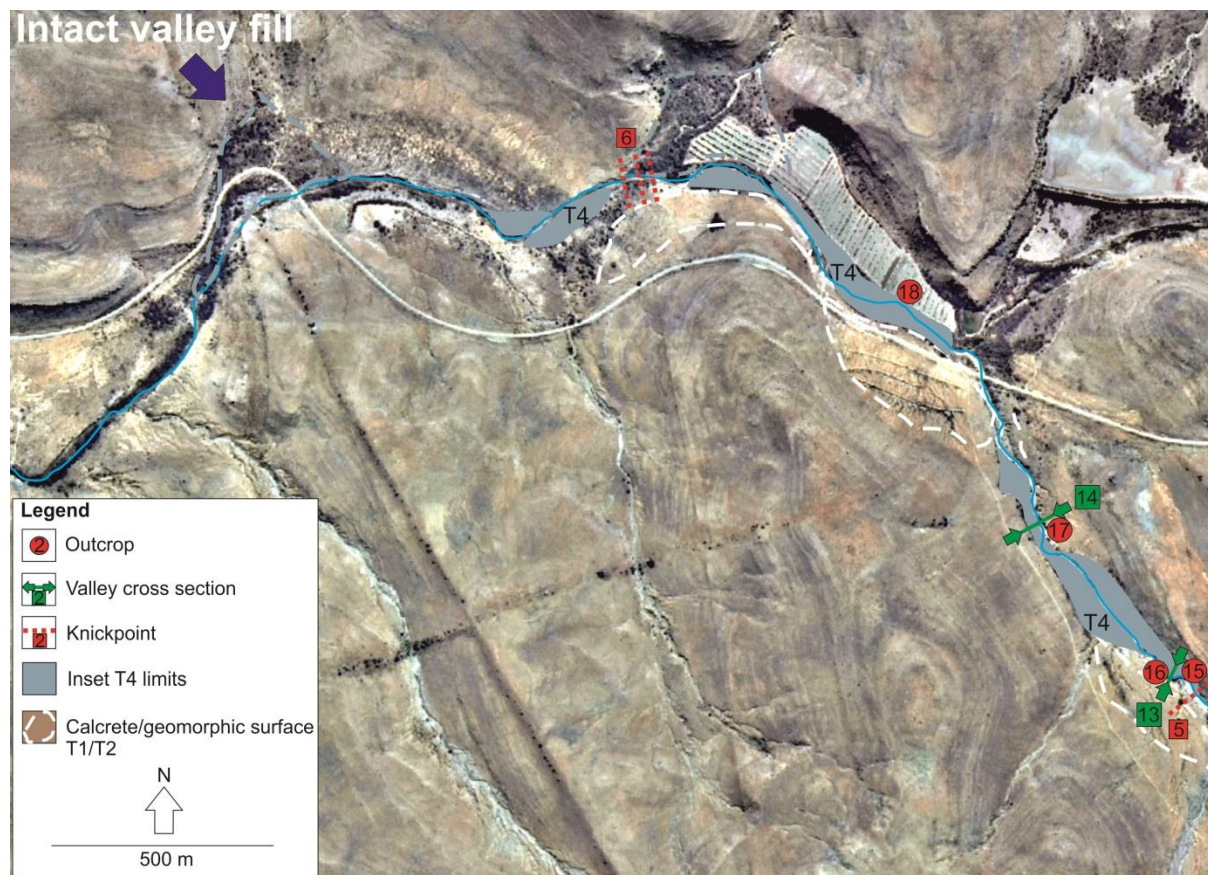 Intact valley fill
6
T4
T4
18
14
17
T4
16
15
13
5
Legend
2
Outcrop
2
Valley cross section
2
Knickpoint
Inset T4 limits
Calcrete/geomorphic surface
T1/T2
N
500 m